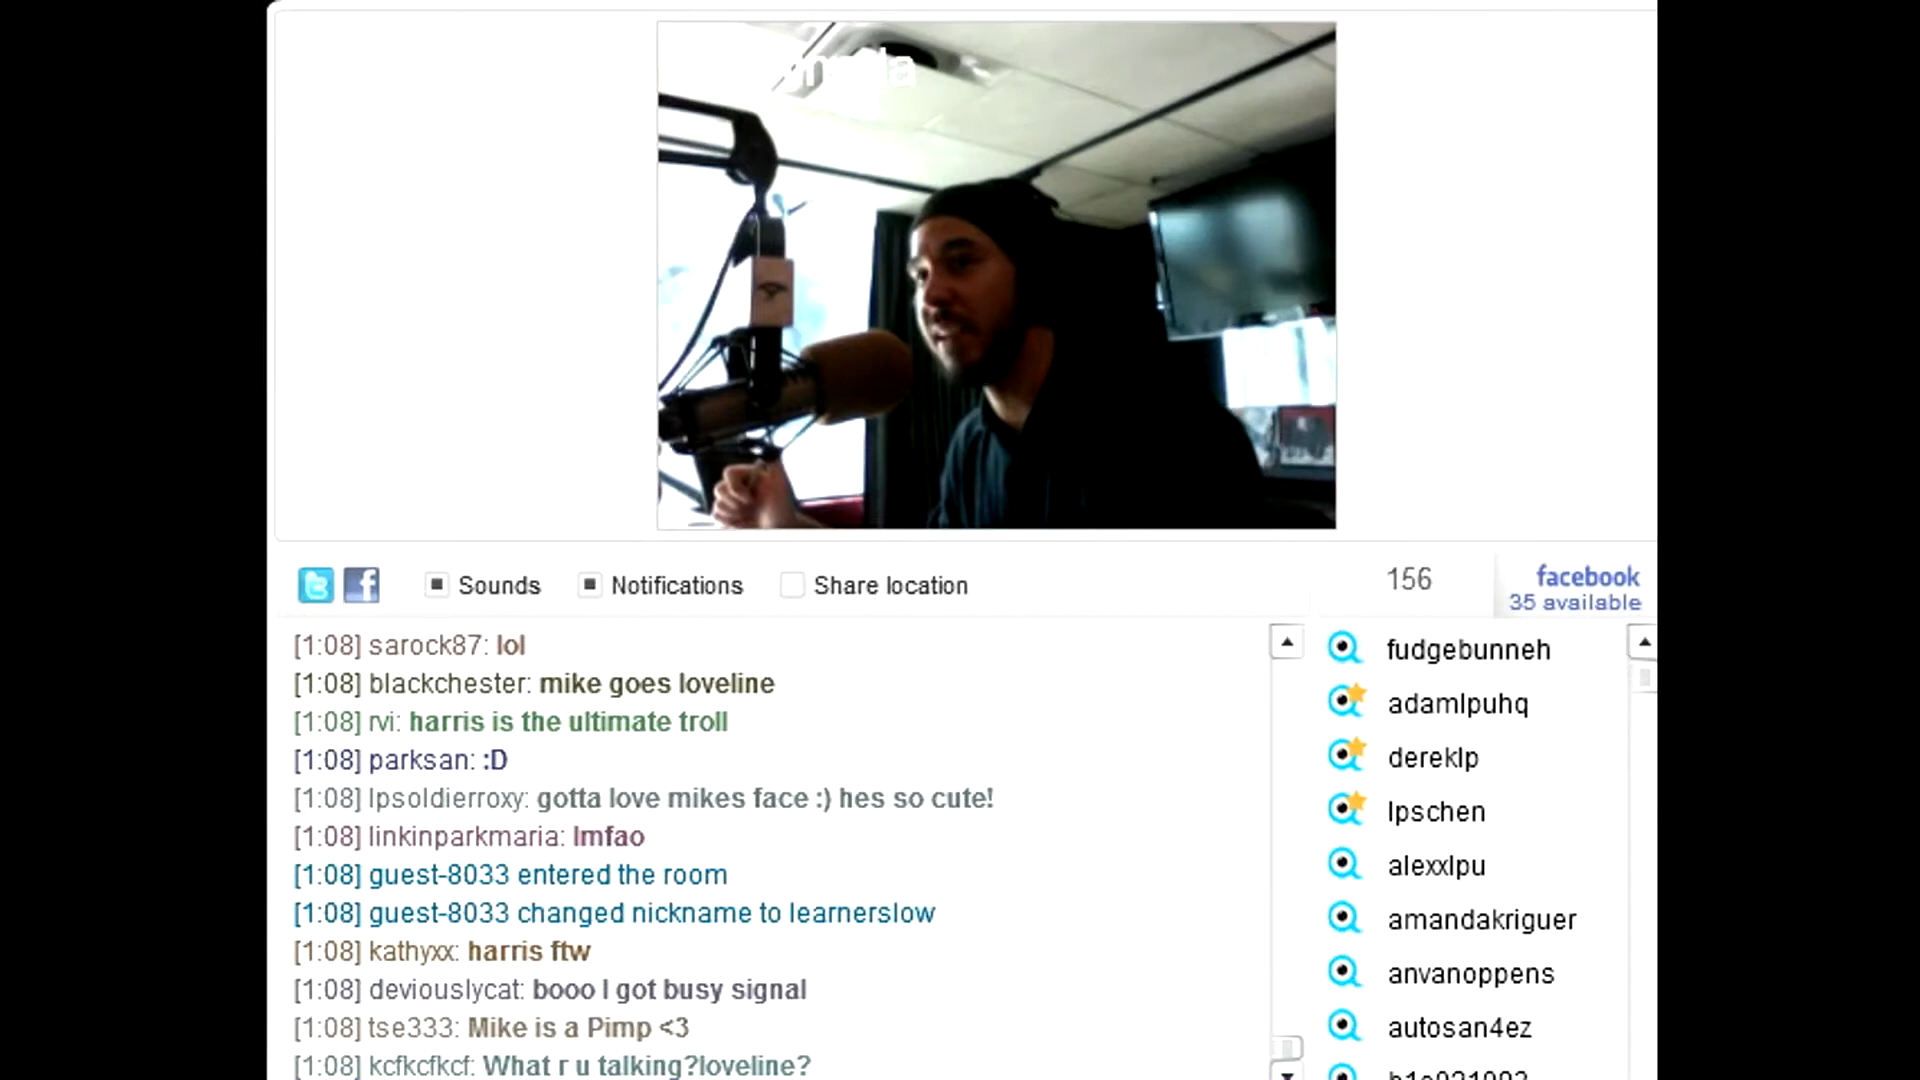 Sounds Notifications Share location 156 facebook
35 available
[1:08] sarock87: lol
[1:08] blackchester: mike goes loveline
[1:08] rvi: harris is the ultimate troll
[1:08] parksan: :D
[1:08] lpsoldierroxy: gotta love mikes face :) hes so cute!
[1:08] linkinparkmaria: lmfao
[1:08] guest-8033 entered the room
[1:08] guest-8033 changed nickname to learnerslow
[1:08] kathyxx: harris ftw
[1:08] deviouslycat: booo I got busy signal
[1:08] tse333: Mike is a Pimp <3
[1:08] kcfkcfkcf: What r u talking?loveline?
fudgebunneh
adamlpuhq
dereklp
lpschen
alexxlpu
amandakriguer
anvanoppens
autosan4ez